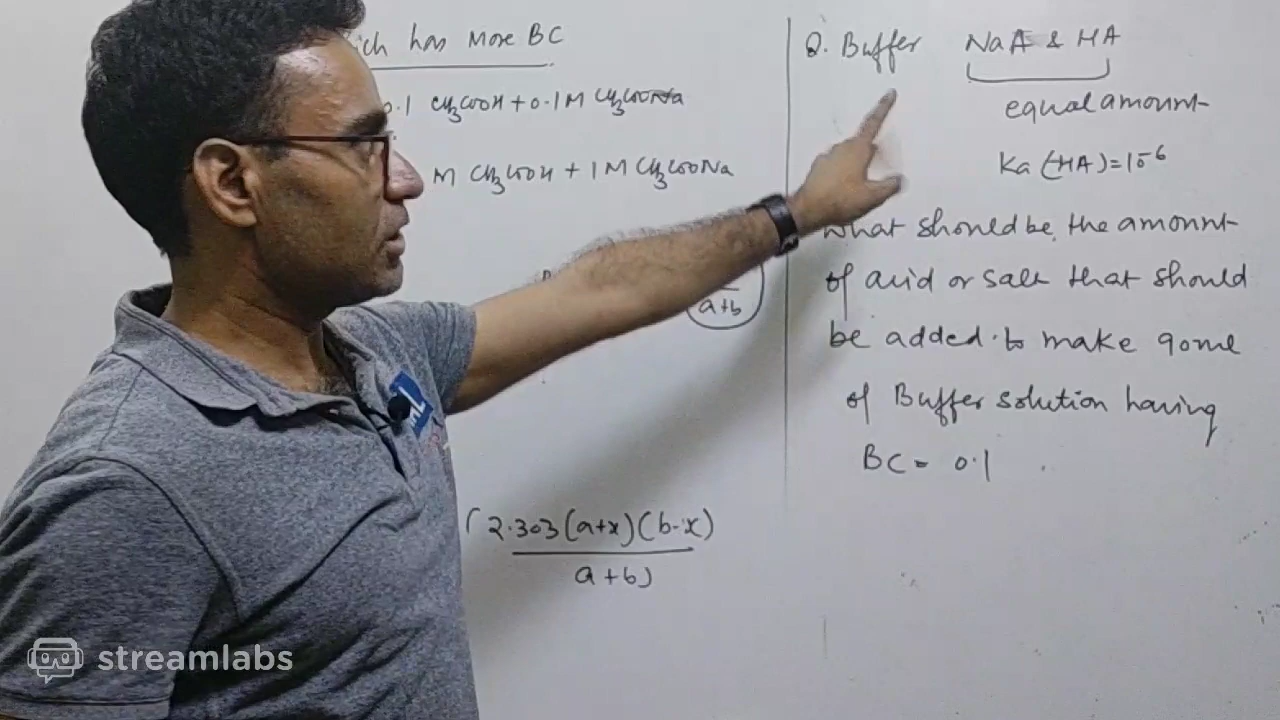 ich has More BC
0.1 CH3COOH + 0.1M CH3COONa
M CH3COOH + 1M CH3COONa
a+b
2.303(a+x)(b-x)
a+b)
Q. Buffer NaA & HA
equal amount
Ka (HA) = 10-6
What should be the amount
of acid or salt that should
be added to make 90ml
of Buffer solution having
BC = 0.1
streamlabs